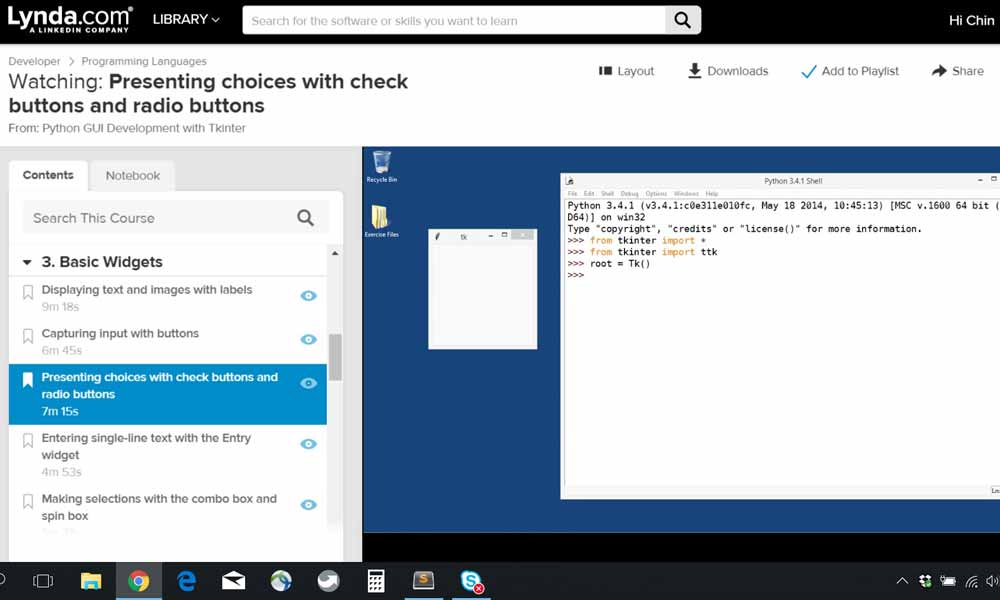 Lynda.com®
A LINKEDIN COMPANY
LIBRARY
Search for the software or skills you want to learn
Hi Chin
Developer > Programming Languages
Watching: Presenting choices with check
buttons and radio buttons
From: Python GUI Development with Tkinter
Layout
Downloads
Add to Playlist
Share
Contents
Notebook
Search This Course
3. Basic Widgets
Displaying text and images with labels
9m 18s
Capturing input with buttons
6m 45s
Presenting choices with check buttons and
radio buttons
7m 15s
Entering single-line text with the Entry
widget
4m 53s
Making selections with the combo box and
spin box
Recycle Bin
Exercise Files
tk
Python 3.4.1 Shell
File Edit Shell Debug Options Windows Help
Python 3.4.1 (v3.4.1:c0e311e010fc, May 18 2014, 10:45:13) [MSC v.1600 64 bit (
D64)] on win32
Type "copyright", "credits" or "license()" for more information.
>>> from tkinter import *
>>> from tkinter import ttk
>>> root = Tk()
>>>
Ln
S